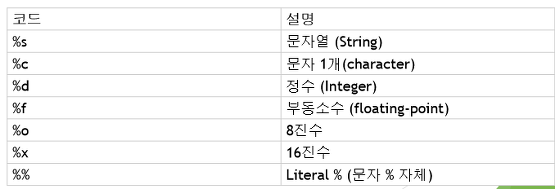 코드 설명
%s 문자열 (String)
%c 문자 1개(character)
%d 정수 (Integer)
%f 부동소수 (floating-point)
%o 8진수
%x 16진수
%% Literal % (문자 % 자체)